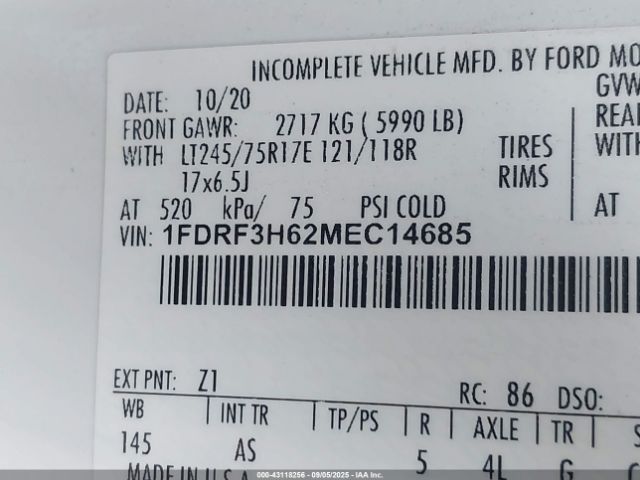 INCOMPLETE VEHICLE MFD. BY FORD
DATE: 10/20
FRONT GAWR: 2717 KG ( 5990 LB)
WITH LT245/75R17E 121/118R TIRES
17x6.5J RIMS
AT 520 kPa/ 75 PSI COLD
VIN: 1FDRF3H62MEC14685
GVW
WITH
AT
EXT PNT: Z1 RC: 86 DSO:
WB INT TR TP/PS R AXLE TR
145 AS 5 4L G
MADE IN U.S.A.
000-43118256 - 09/05/2025 - IAA Inc.